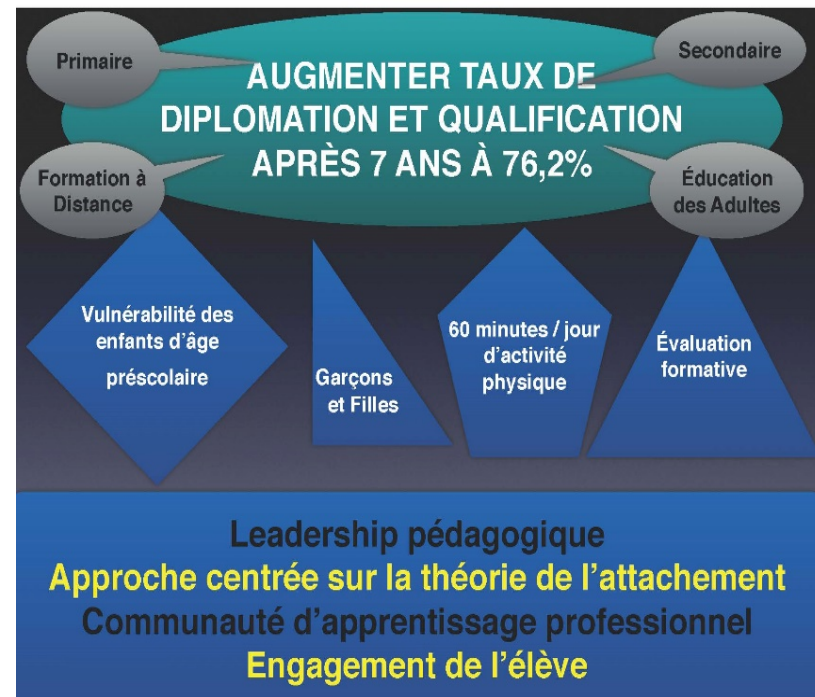 Primaire
Secondaire
AUGMENTER TAUX DE
DIPLOMATION ET QUALIFICATION
APRÈS 7 ANS À 76,2%
Formation à
Distance
Éducation
des Adultes
Vulnérabilité des
enfants d’âge
préscolaire
Garçons
et Filles
60 minutes / jour
d’activité
physique
Évaluation
formative
Leadership pédagogique
Approche centrée sur la théorie de l’attachement
Communauté d’apprentissage professionnel
Engagement de l’élève